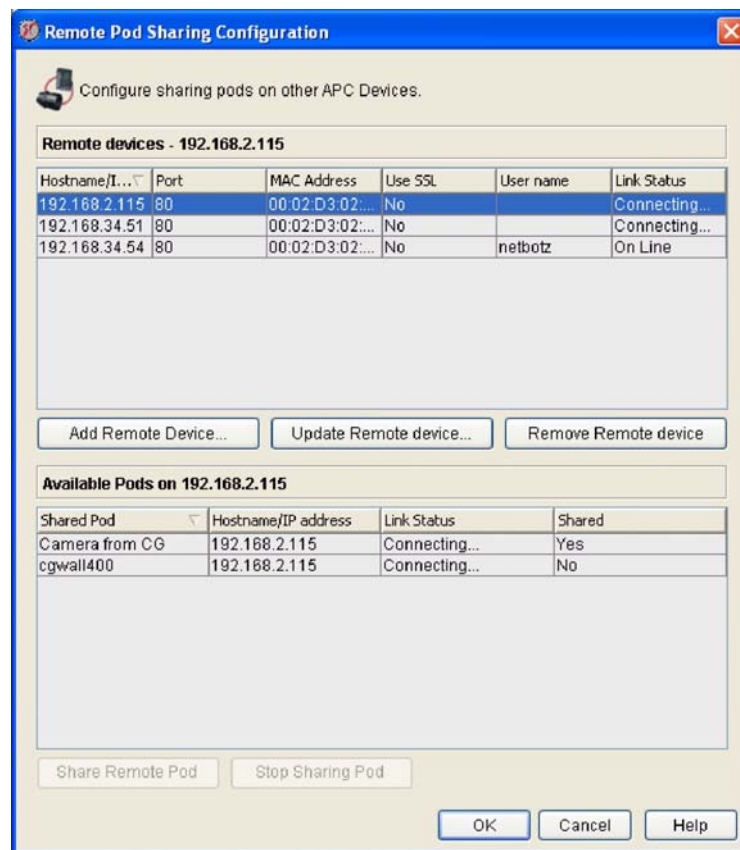 Remote Pod Sharing Configuration
Configure sharing pods on other APC Devices.
Remote devices - 192.168.2.115
Hostname/I... Port MAC Address Use SSL User name Link Status
192.168.2.115 80 00:02:D3:02:... No Connecting...
192.168.34.51 80 00:02:D3:02:... No Connecting...
192.168.34.54 80 00:02:D3:02:... No netbotz On Line
Add Remote Device... Update Remote device... Remove Remote device
Available Pods on 192.168.2.115
Shared Pod Hostname/IP address Link Status Shared
Camera from CG 192.168.2.115 Connecting... Yes
cgwall400 192.168.2.115 Connecting... No
Share Remote Pod Stop Sharing Pod
OK Cancel Help